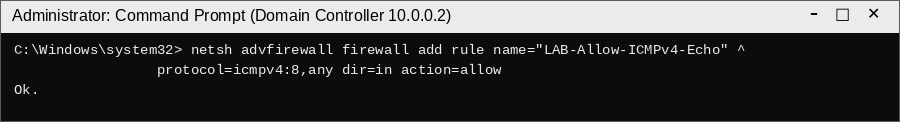 Administrator: Command Prompt (Domain Controller 10.0.0.2)
C:\Windows\system32> netsh advfirewall firewall add rule name="LAB-Allow-ICMPv4-Echo" ^
protocol=icmpv4:8,any dir=in action=allow
Ok.